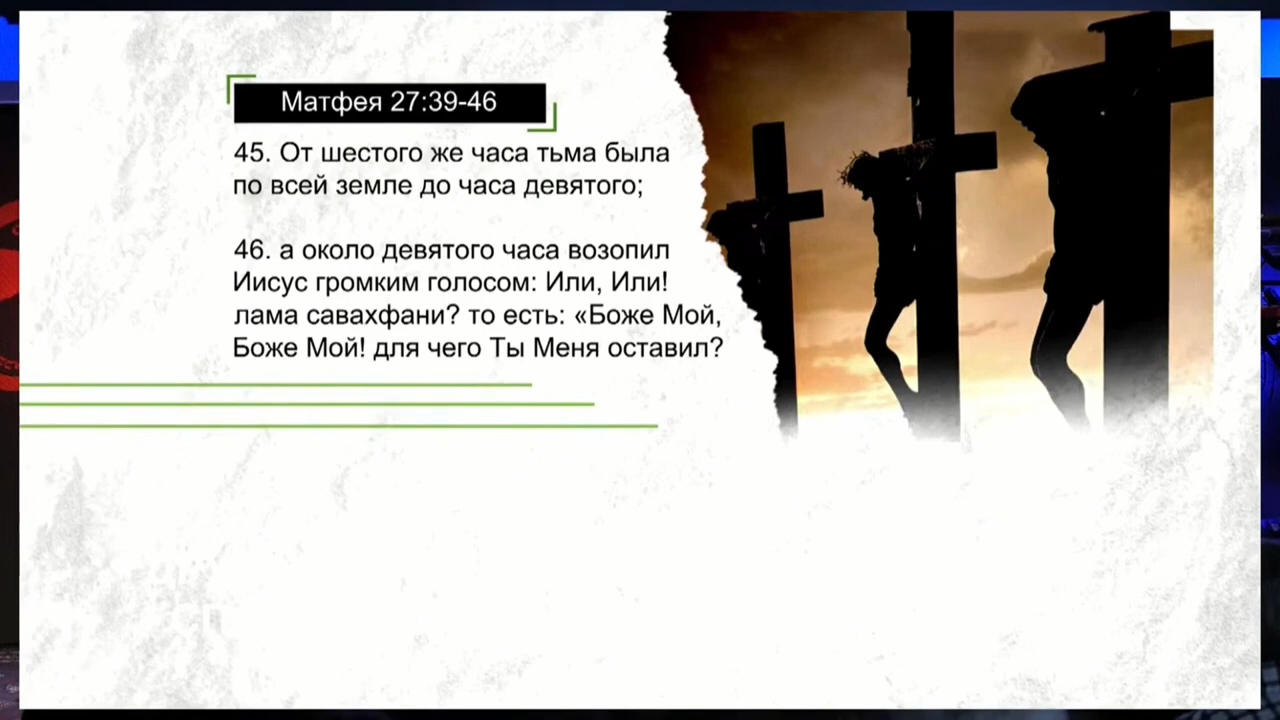 Матфея 27:39-46
45. От шестого же часа тьма была
по всей земле до часа девятого;
46. а около девятого часа возопил
Иисус громким голосом: Или, Или!
лама савахфани? то есть: «Боже Мой,
Боже Мой! для чего Ты Меня оставил?